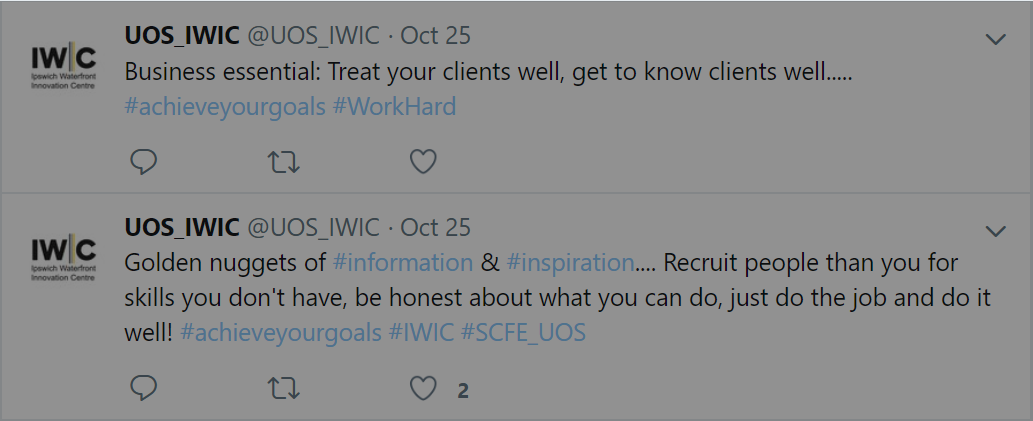 UOS_IWIC @UOS_IWIC · Oct 25
IWIC
Ipswich Waterfront
Innovation Centre
Business essential: Treat your clients well, get to know clients well.....
#achieveyourgoals #WorkHard
UOS_IWIC @UOS_IWIC · Oct 25
IWIC
Ipswich Waterfront
Innovation Centre
Golden nuggets of #information & #inspiration.... Recruit people than you for
skills you don't have, be honest about what you can do, just do the job and do it
well! #achieveyourgoals #IWIC #SCFE_UOS
2